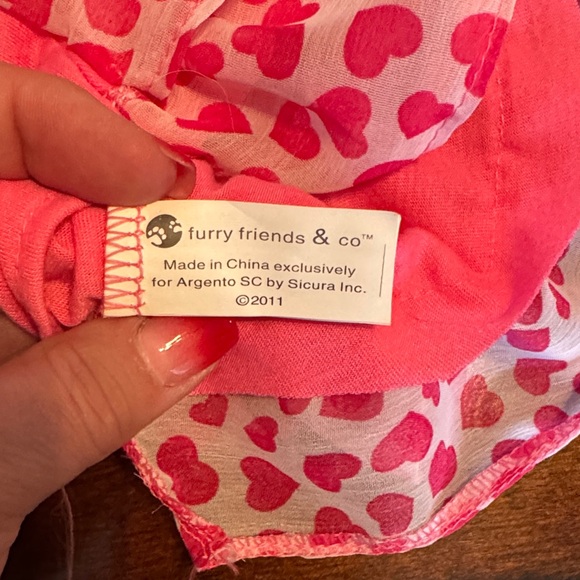 furry friends & co™
Made in China exclusively
for Argento SC by Sicura Inc.
©2011